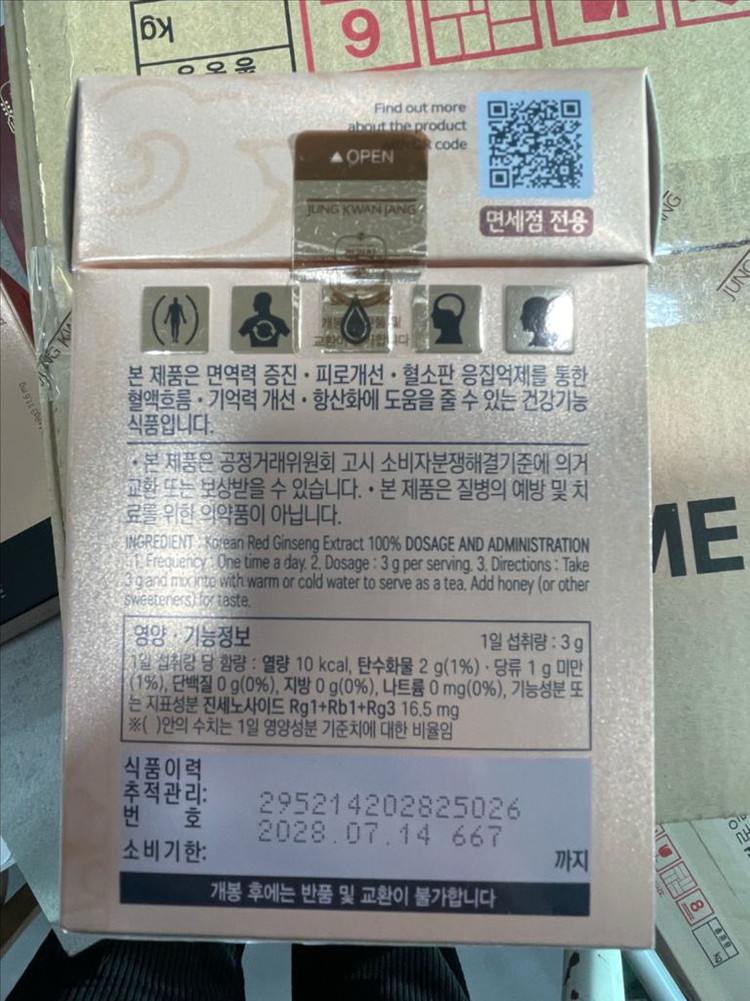 kg
9
Find out more
about the product
with QR code
▲ OPEN
JUNG KWAN JANG
면세점 전용
본 제품은 면역력 증진 · 피로개선 · 혈소판 응집억제를 통한
혈액흐름 · 기억력 개선 · 항산화에 도움을 줄 수 있는 건강기능
식품입니다.
· 본 제품은 공정거래위원회 고시 소비자분쟁해결기준에 의거
교환 또는 보상받을 수 있습니다. · 본 제품은 질병의 예방 및 치
료를 위한 의약품이 아닙니다.
INGREDIENT : Korean Red Ginseng Extract 100% DOSAGE AND ADMINISTRATION
: 1. Frequency : One time a day. 2. Dosage : 3 g per serving. 3. Directions : Take
3 g and mix into with warm or cold water to serve as a tea. Add honey (or other
sweeteners) for taste.
영양 · 기능정보 1일 섭취량 : 3 g
1일 섭취량 당 함량 : 열량 10 kcal, 탄수화물 2 g(1%) · 당류 1 g 미만
(1%), 단백질 0 g(0%), 지방 0 g(0%), 나트륨 0 mg(0%), 기능성분 또
는 지표성분 진세노사이드 Rg1+Rb1+Rg3 16.5 mg
※( )안의 수치는 1일 영양성분 기준치에 대한 비율임
식품이력
추적관리:
번 호
295214202825026
2028.07.14 667
소비기한:
까지
개봉 후에는 반품 및 교환이 불가합니다
ME
8
kg